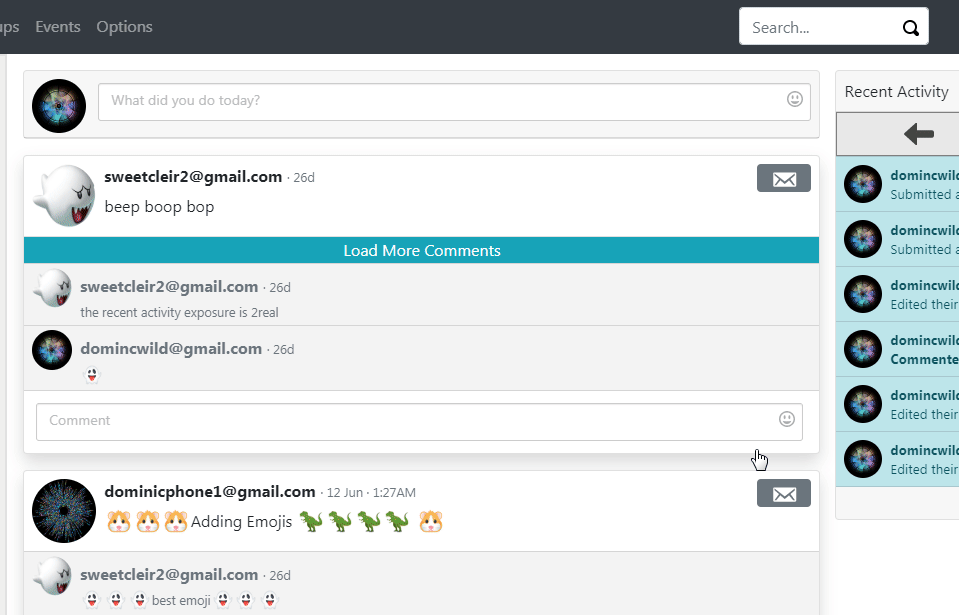 ups Events Options
Search...
What did you do today?
sweetcleir2@gmail.com · 26d
beep boop bop
Load More Comments
sweetcleir2@gmail.com · 26d
the recent activity exposure is 2real
domincwild@gmail.com · 26d
👻
Comment
dominicphone1@gmail.com · 12 Jun · 1:27AM
🐹 🐹 🐹 Adding Emojis 🦖 🦖 🦖 🦖 🐹
sweetcleir2@gmail.com · 26d
👻 👻 👻 best emoji 👻 👻 👻
Recent Activity
domincwild
Submitted a
domincwild
Submitted a
domincwild
Edited their
domincwild
Commente
domincwild
Edited their
domincwild
Edited their